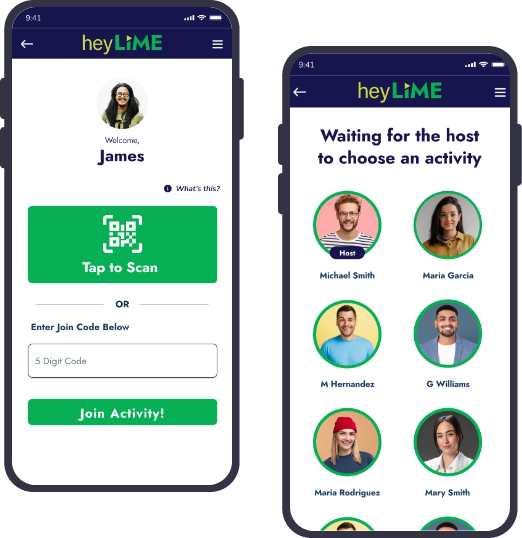 9:41
heyLiME
Welcome,
James
What's this?
Tap to Scan
OR
Enter Join Code Below
5 Digit Code
Join Activity!
9:41
heyLiME
Waiting for the host
to choose an activity
Host
Michael Smith
Maria Garcia
M Hernandez
G Williams
Maria Rodriguez
Mary Smith